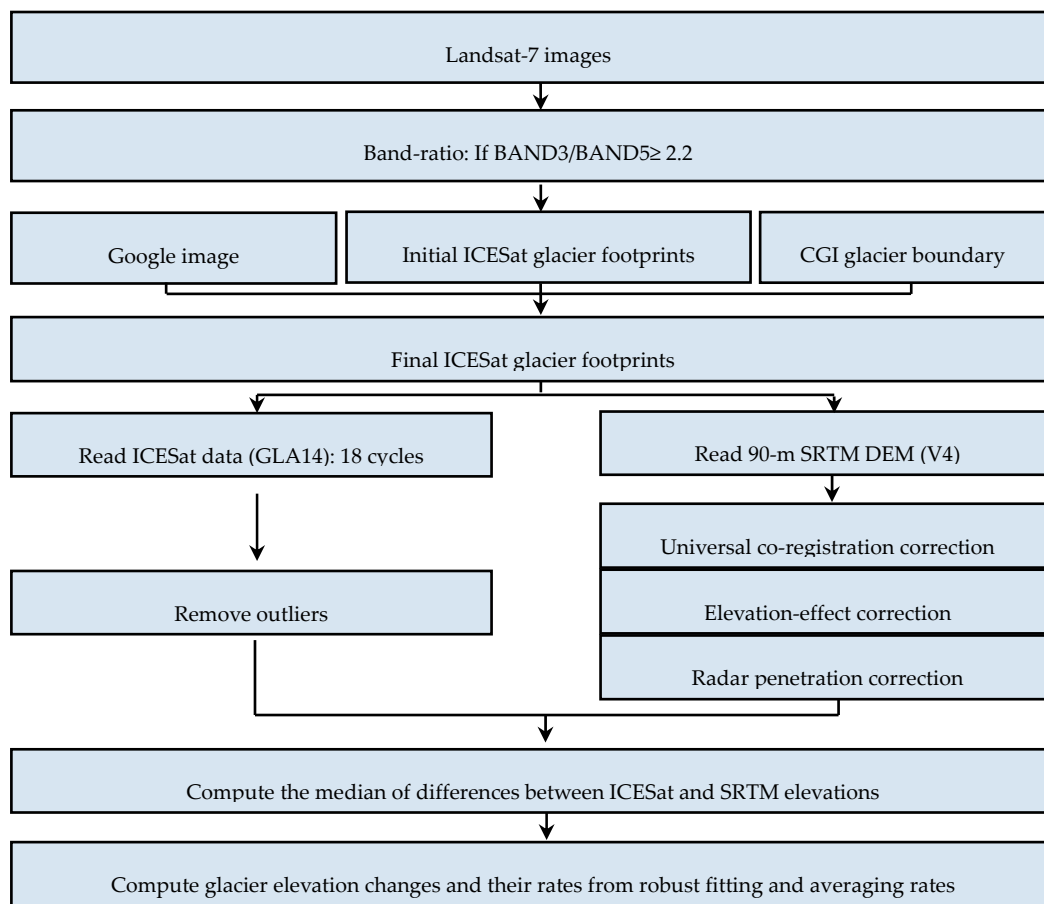 Landsat-7 images
Band-ratio: If BAND3/BAND5≥ 2.2
Google image
Initial ICESat glacier footprints
CGI glacier boundary
Final ICESat glacier footprints
Read ICESat data (GLA14): 18 cycles
Read 90-m SRTM DEM (V4)
Universal co-registration correction
Remove outliers
Elevation-effect correction
Radar penetration correction
Compute the median of differences between ICESat and SRTM elevations
Compute glacier elevation changes and their rates from robust fitting and averaging rates